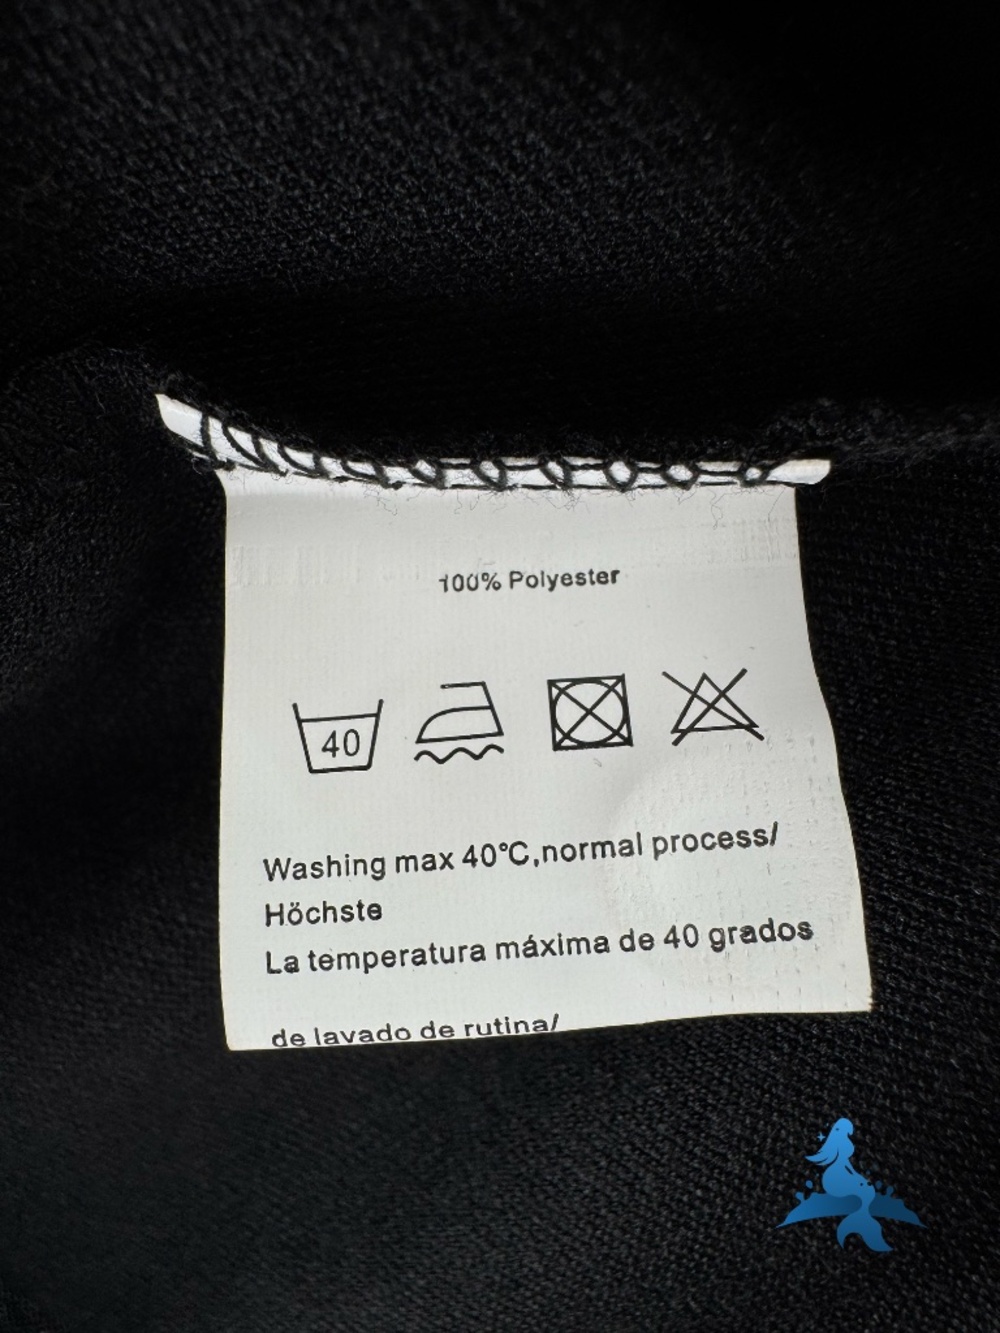 100% Polyester
40
Washing max 40°C,normal process/
Höchste
La temperatura máxima de 40 grados
de lavado de rutina/